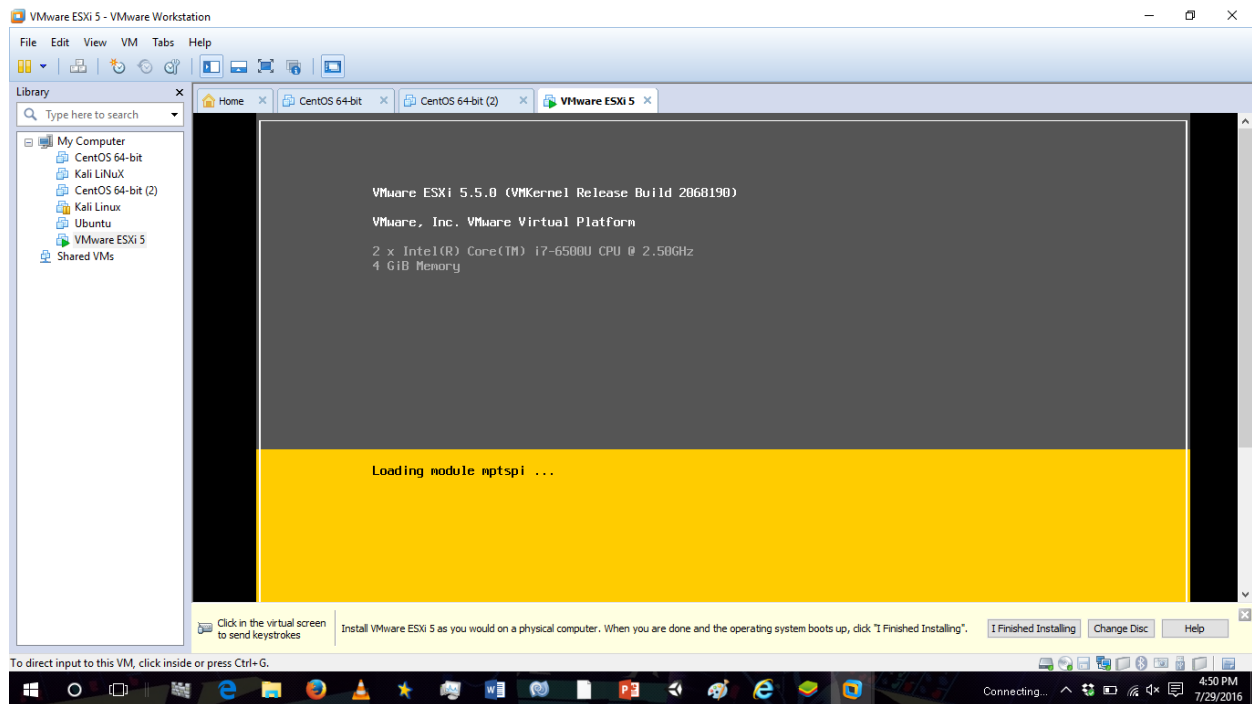 VMware ESXi 5 - VMware Workstation
File Edit View VM Tabs Help
Library
Home
CentOS 64-bit
CentOS 64-bit (2)
VMware ESXi 5
Type here to search
My Computer
CentOS 64-bit
Kali LiNuX
CentOS 64-bit (2)
Kali Linux
Ubuntu
VMware ESXi 5
Shared VMs
VMware ESXi 5.5.0 (VMKernel Release Build 2068190)
VMware, Inc. VMware Virtual Platform
2 x Intel(R) Core(TM) i7-6500U CPU @ 2.50GHz
4 GiB Memory
Loading module mptspi ...
Click in the virtual screen
to send keystrokes
Install VMware ESXi 5 as you would on a physical computer. When you are done and the operating system boots up, click "I Finished Installing".
I Finished Installing
Change Disc
Help
To direct input to this VM, click inside or press Ctrl+G.
Connecting...
4:50 PM
7/29/2016